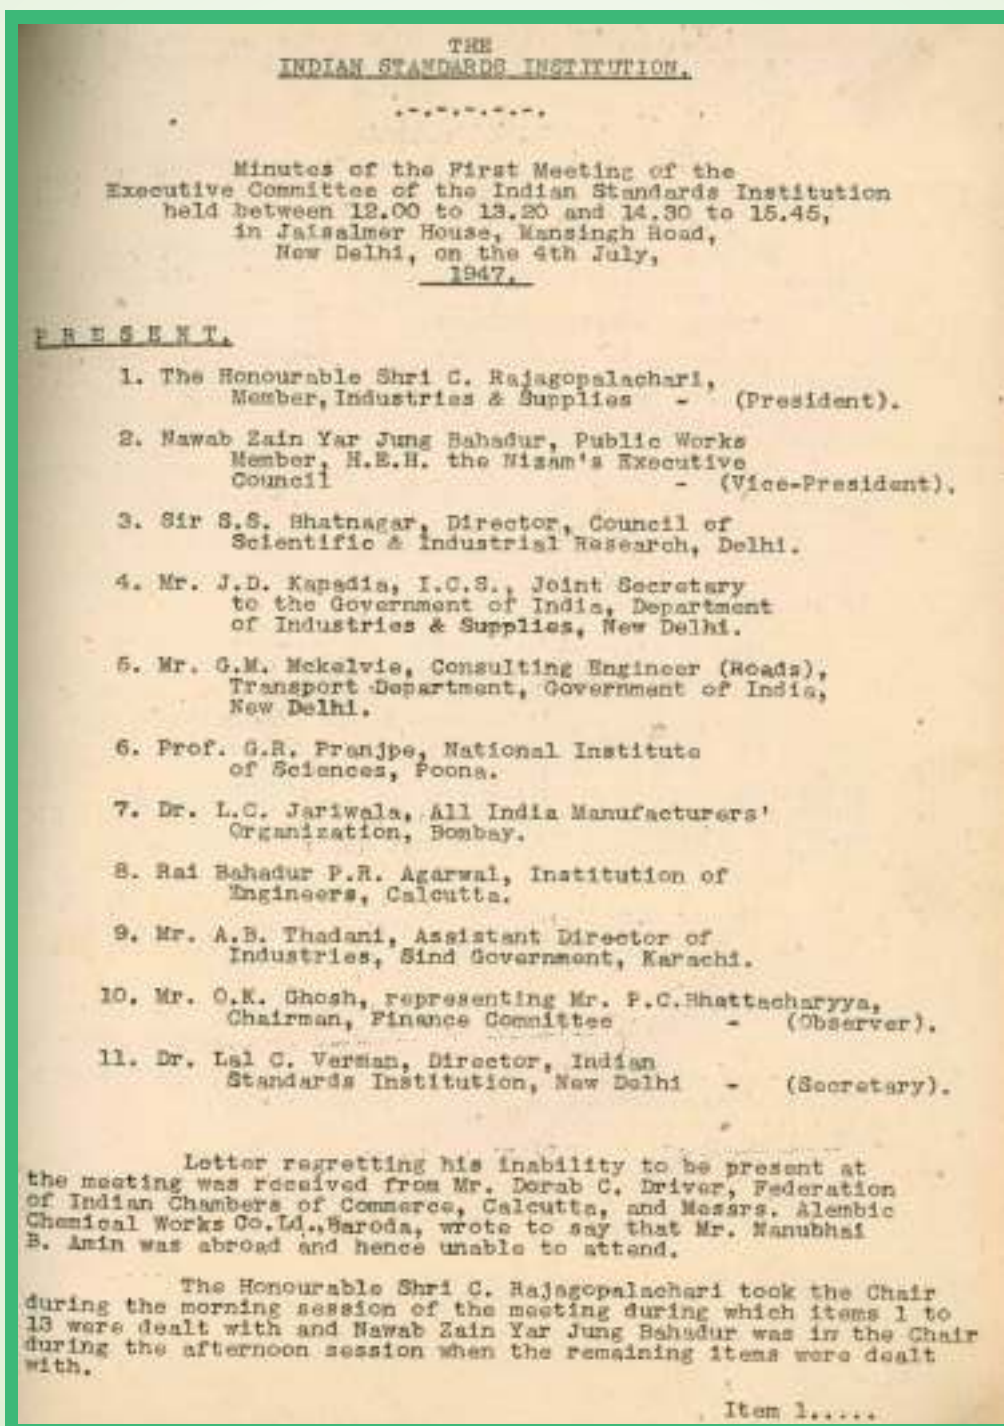 THE
INDIAN STANDARDS INSTITUTION.
.-.-.-.-.-.
Minutes of the First Meeting of the
Executive Committee of the Indian Standards Institution
held between 12.00 to 13.20 and 14.30 to 15.45,
in Jaisalmer House, Mansingh Road,
New Delhi, on the 4th July,
1947.
P R E S E N T.
1. The Honourable Shri C. Rajagopalachari,
Member, Industries & Supplies - (President).
2. Nawab Zain Yar Jung Bahadur, Public Works
Member, H.E.H. the Nizam's Executive
Council - (Vice-President).
3. Sir S.S. Bhatnagar, Director, Council of
Scientific & Industrial Research, Delhi.
4. Mr. J.D. Kapadia, I.C.S., Joint Secretary
to the Government of India, Department
of Industries & Supplies, New Delhi.
5. Mr. G.M. Mckelvie, Consulting Engineer (Roads),
Transport Department, Government of India,
New Delhi.
6. Prof. G.R. Pranjpe, National Institute
of Sciences, Poona.
7. Dr. L.C. Jariwala, All India Manufacturers'
Organization, Bombay.
8. Rai Bahadur P.R. Agarwal, Institution of
Engineers, Calcutta.
9. Mr. A.B. Thadani, Assistant Director of
Industries, Sind Government, Karachi.
10. Mr. O.K. Ghosh, representing Mr. P.C.Bhattacharyya,
Chairman, Finance Committee - (Observer).
11. Dr. Lal C. Verman, Director, Indian
Standards Institution, New Delhi - (Secretary).
Letter regretting his inability to be present at
the meeting was received from Mr. Dorab C. Driver, Federation
of Indian Chambers of Commerce, Calcutta, and Messrs. Alembic
Chemical Works Co.Ld.,Baroda, wrote to say that Mr. Nanubhai
B. Amin was abroad and hence unable to attend.
The Honourable Shri C. Rajagopalachari took the Chair
during the morning session of the meeting during which items 1 to
13 were dealt with and Nawab Zain Yar Jung Bahadur was in the Chair
during the afternoon session when the remaining items were dealt
with.
Item 1.....